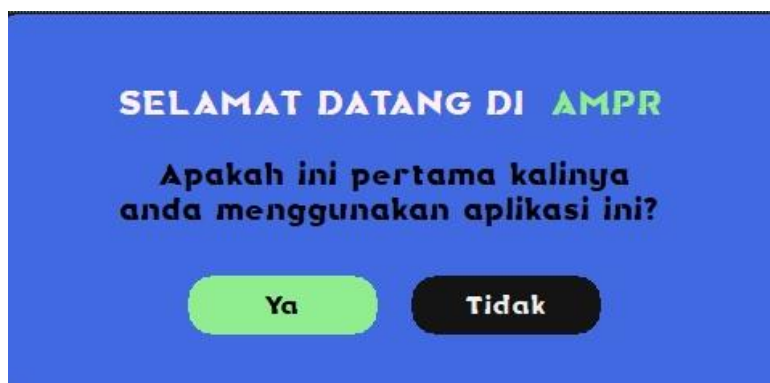 SELAMAT DATANG DI AMPR
Apakah ini pertama kalinya
anda menggunakan aplikasi ini?
Ya
Tidak